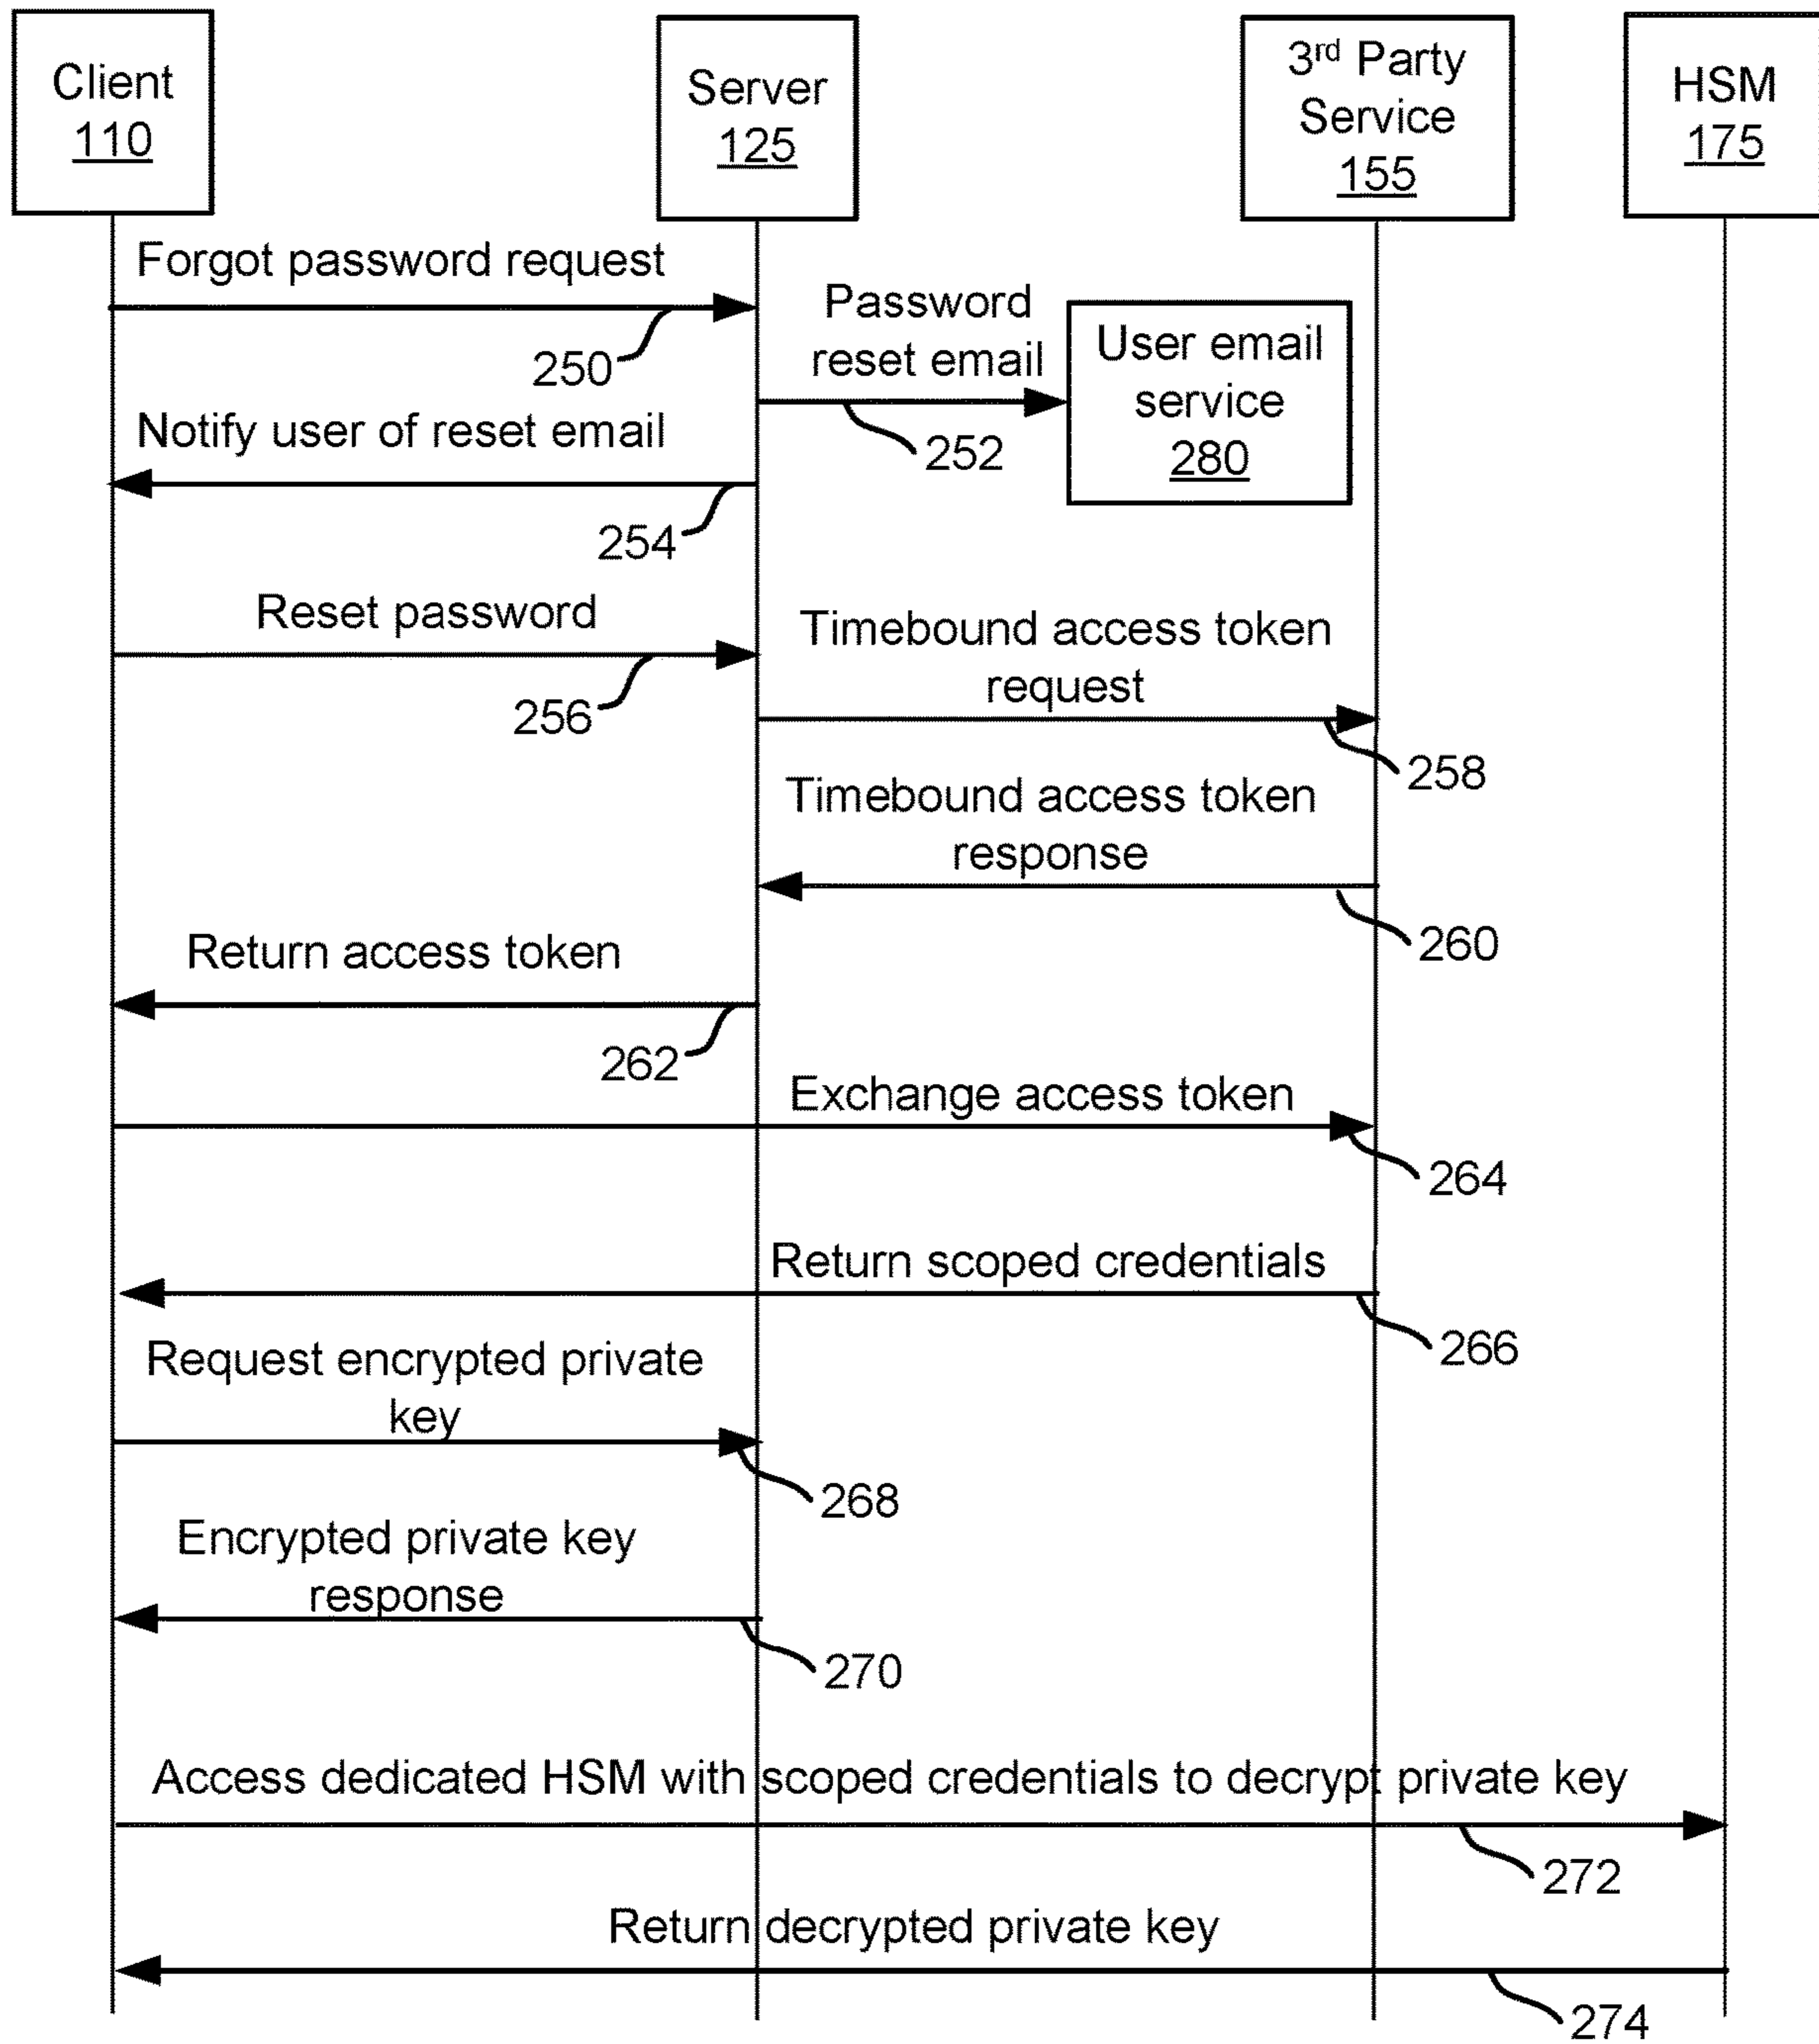 Client
110
Server
125
3rd Party
Service
155
HSM
175
Forgot password request
250
Password
reset email
252
User email
service
280
Notify user of reset email
254
Reset password
256
Timebound access token
request
258
Timebound access token
response
260
Return access token
262
Exchange access token
264
Return scoped credentials
266
Request encrypted private
key
268
Encrypted private key
response
270
Access dedicated HSM with scoped credentials to decrypt private key
272
Return decrypted private key
274